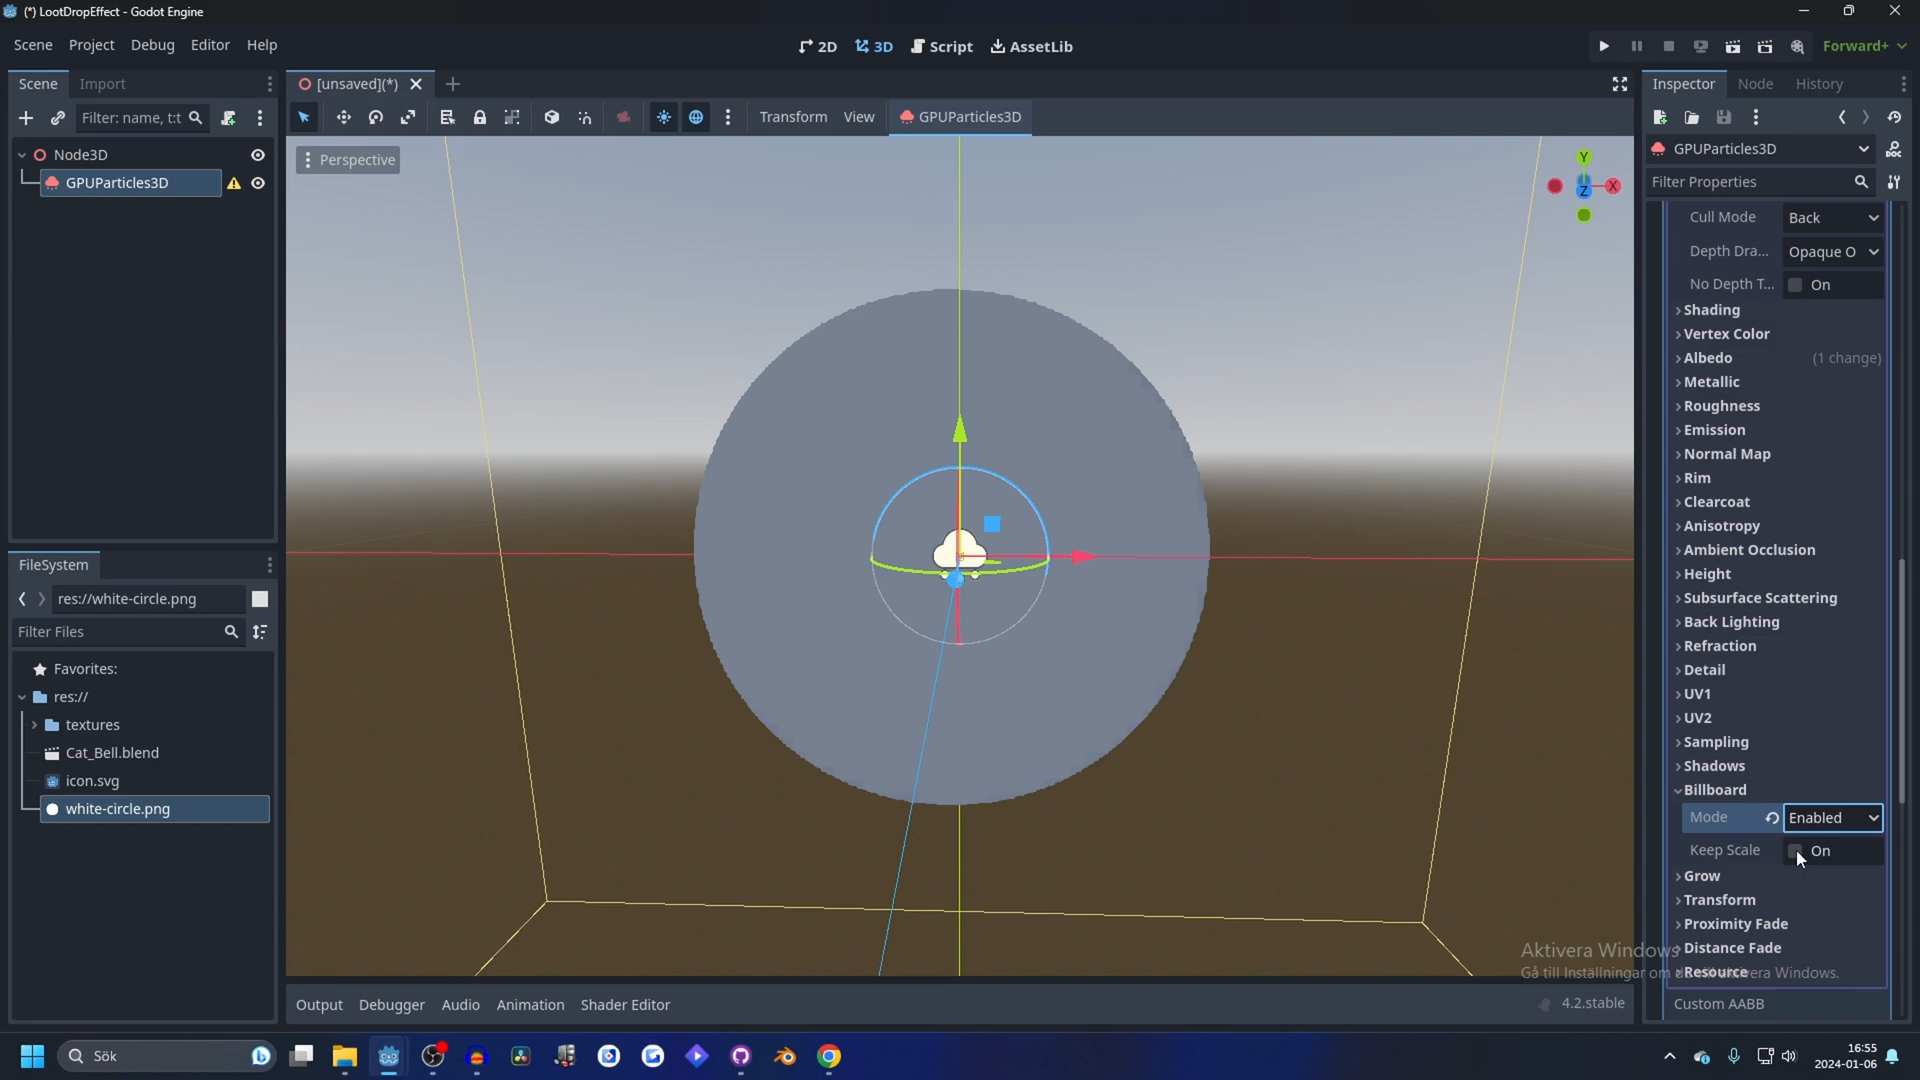 (*) LootDropEffect - Godot Engine
Scene Project Debug Editor Help
2D 3D Script AssetLib
Forward+
Scene Import
[unsaved](*)
Inspector Node History
Filter: name, t:t
Transform View GPUParticles3D
GPUParticles3D
Filter Properties
Node3D
GPUParticles3D
Perspective
Y
X
Z
Cull Mode Back
Depth Dra... Opaque O
No Depth T... On
Shading
Vertex Color
Albedo (1 change)
Metallic
Roughness
Emission
Normal Map
Rim
Clearcoat
Anisotropy
Ambient Occlusion
Height
Subsurface Scattering
Back Lighting
Refraction
Detail
UV1
UV2
Sampling
Shadows
Billboard
Mode Enabled
Keep Scale On
Grow
Transform
Proximity Fade
Distance Fade
Resource
Custom AABB
FileSystem
res://white-circle.png
Filter Files
Favorites:
res://
textures
Cat_Bell.blend
icon.svg
white-circle.png
Aktivera Windows
Gå till Inställningar om aktivera Windows.
Output Debugger Audio Animation Shader Editor
4.2.stable
Sök
16:55
2024-01-06